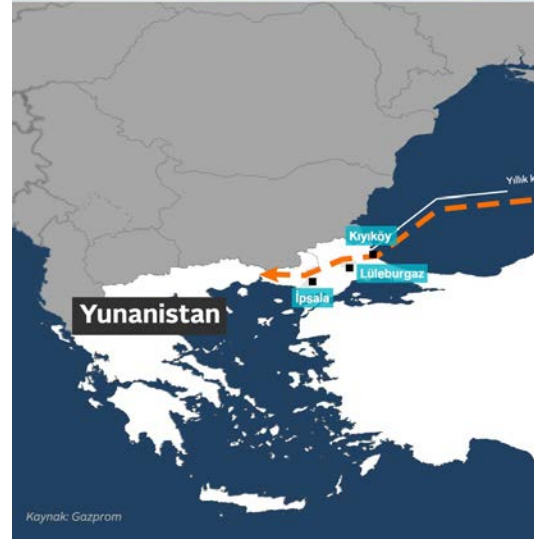 Yıllık k
Kıyıköy
Lüleburgaz
İpsala
Yunanistan
Kaynak: Gazprom